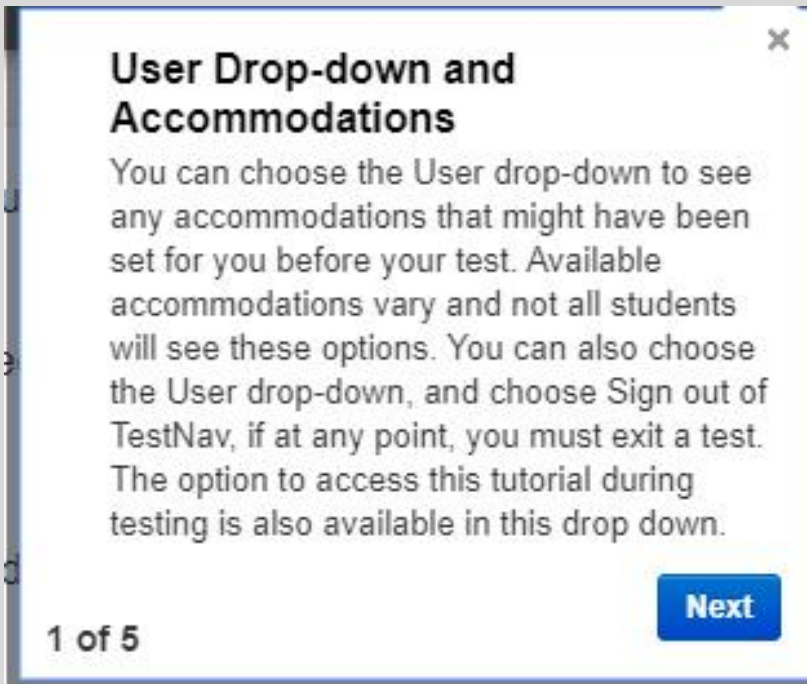 User Drop-down and
Accommodations
You can choose the User drop-down to see
any accommodations that might have been
set for you before your test. Available
accommodations vary and not all students
will see these options. You can also choose
the User drop-down, and choose Sign out of
TestNav, if at any point, you must exit a test.
The option to access this tutorial during
testing is also available in this drop down.
Next
1 of 5